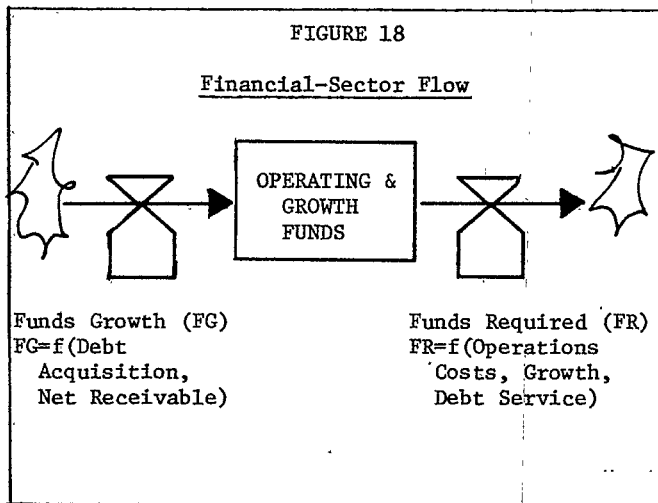 FIGURE 18
Financial-Sector Flow
OPERATING &
GROWTH
FUNDS
Funds Growth (FG)
FG=f(Debt
Acquisition,
Net Receivable)
Funds Required (FR)
FR=f(Operations
Costs, Growth,
Debt Service)